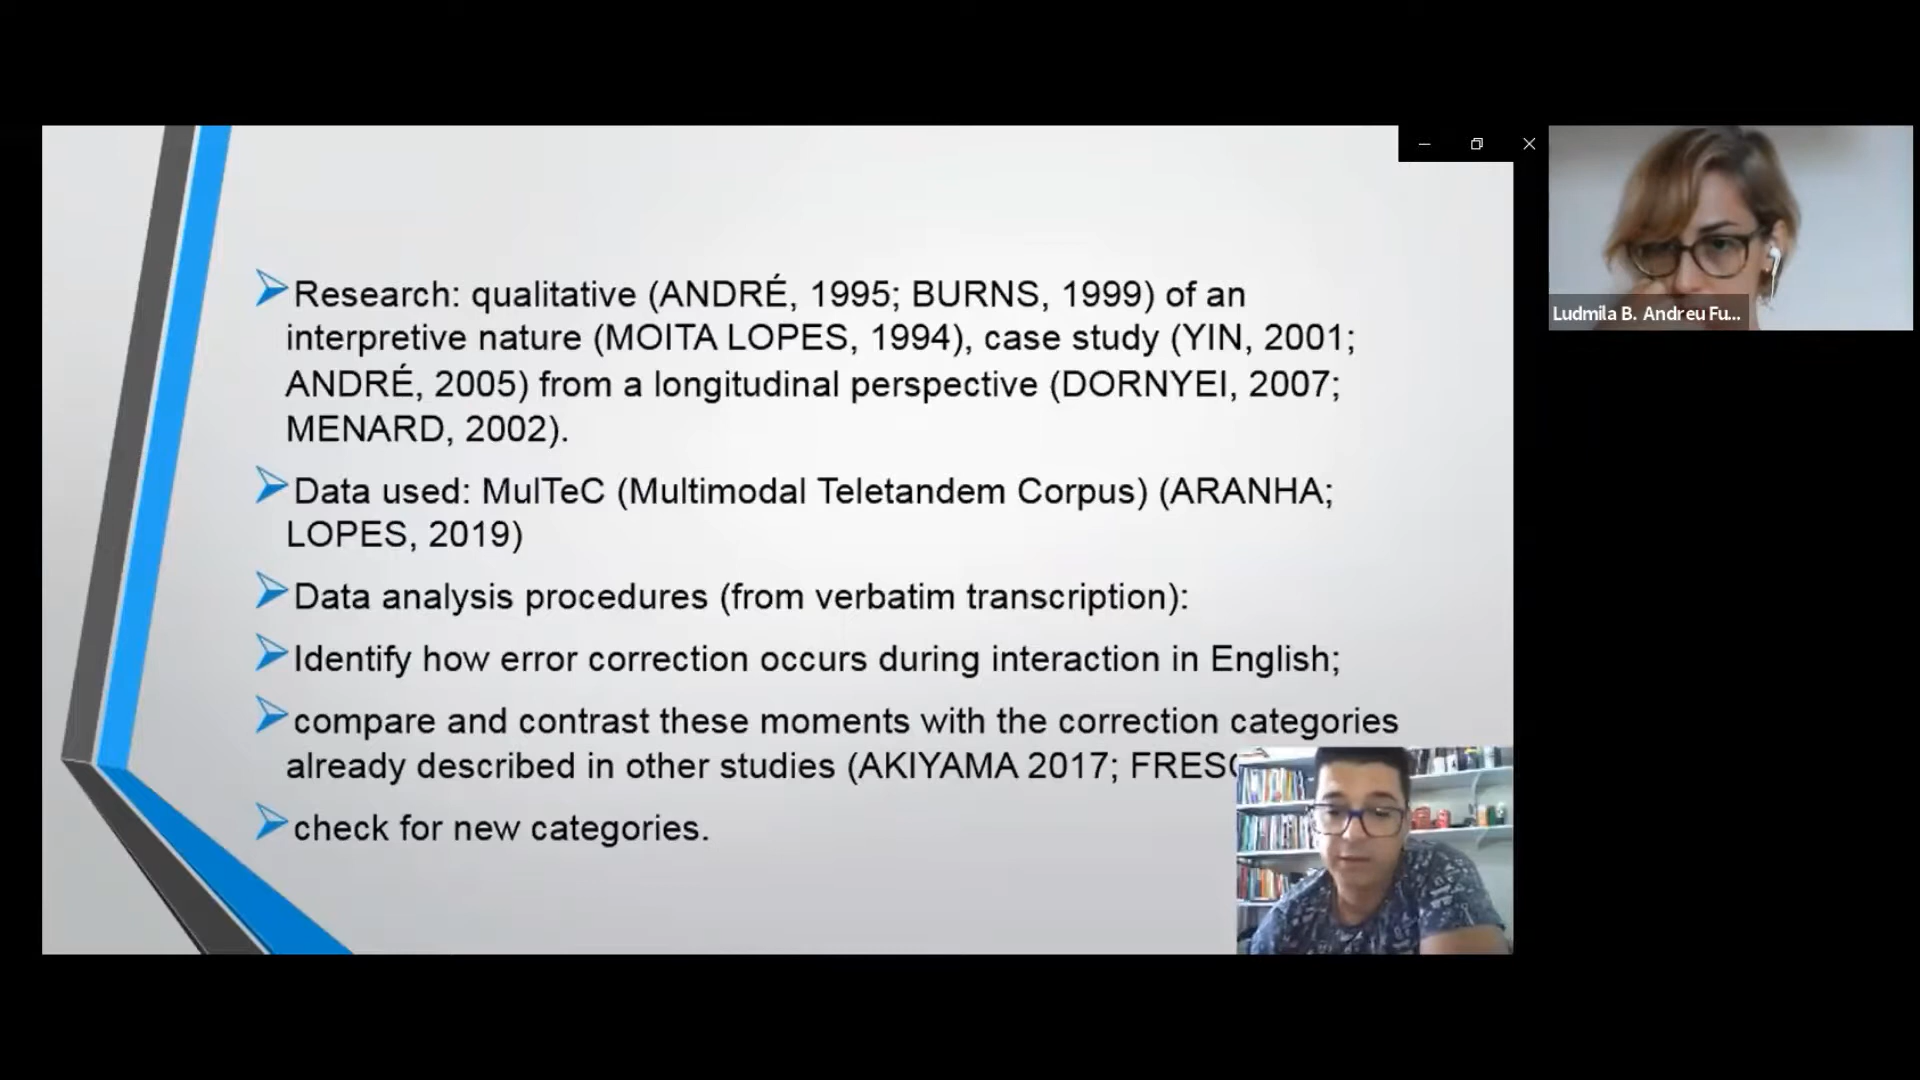 Research: qualitative (ANDRÉ, 1995; BURNS, 1999) of an
interpretive nature (MOITA LOPES, 1994), case study (YIN, 2001;
ANDRÉ, 2005) from a longitudinal perspective (DORNYEI, 2007;
MENARD, 2002).
Data used: MulTeC (Multimodal Teletandem Corpus) (ARANHA;
LOPES, 2019)
Data analysis procedures (from verbatim transcription):
Identify how error correction occurs during interaction in English;
compare and contrast these moments with the correction categories
already described in other studies (AKIYAMA 2017;
check for new categories.
Ludmila B. Andreu Fu...